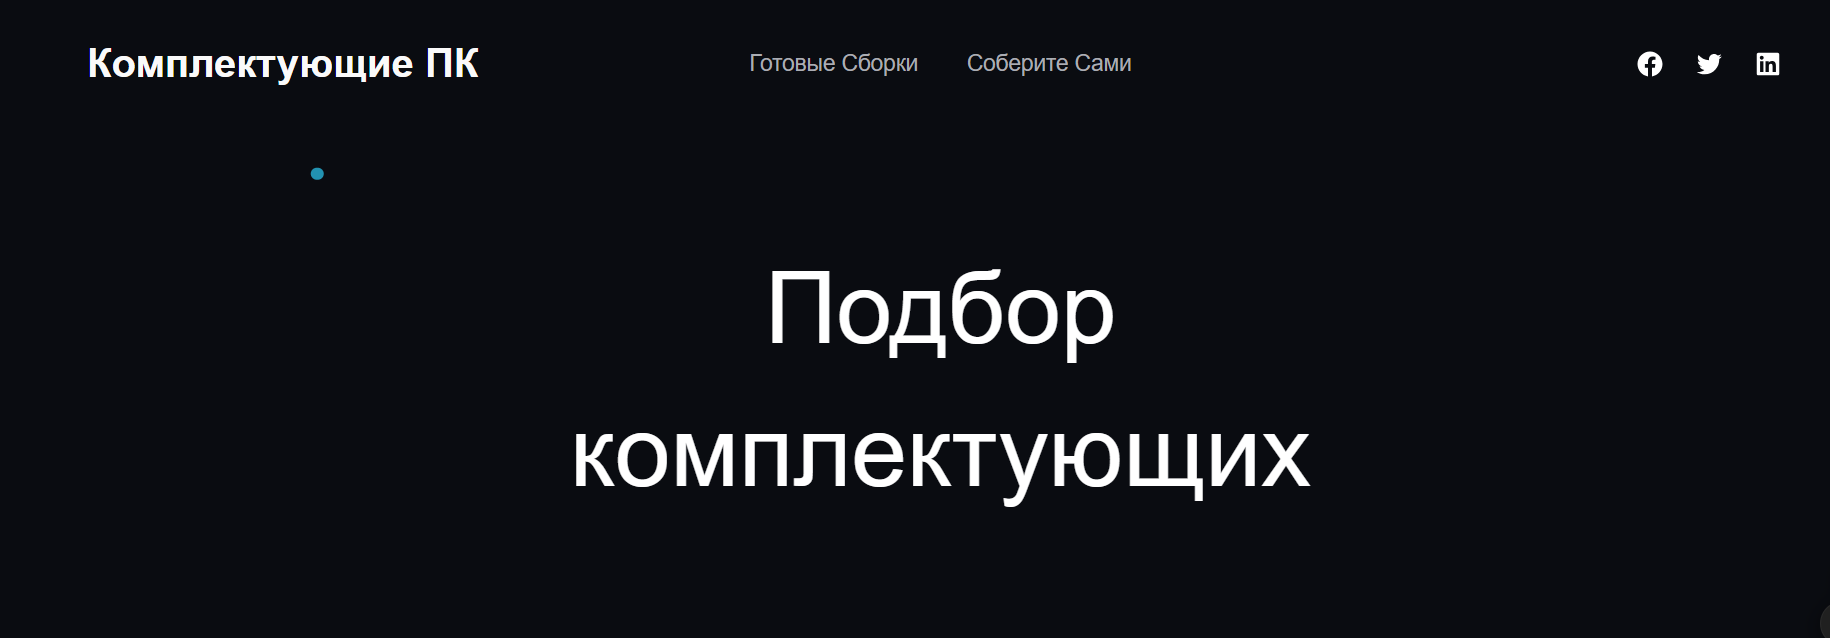 Комплектующие ПК
Готовые Сборки
Соберите Сами
Подбор
комплектующих